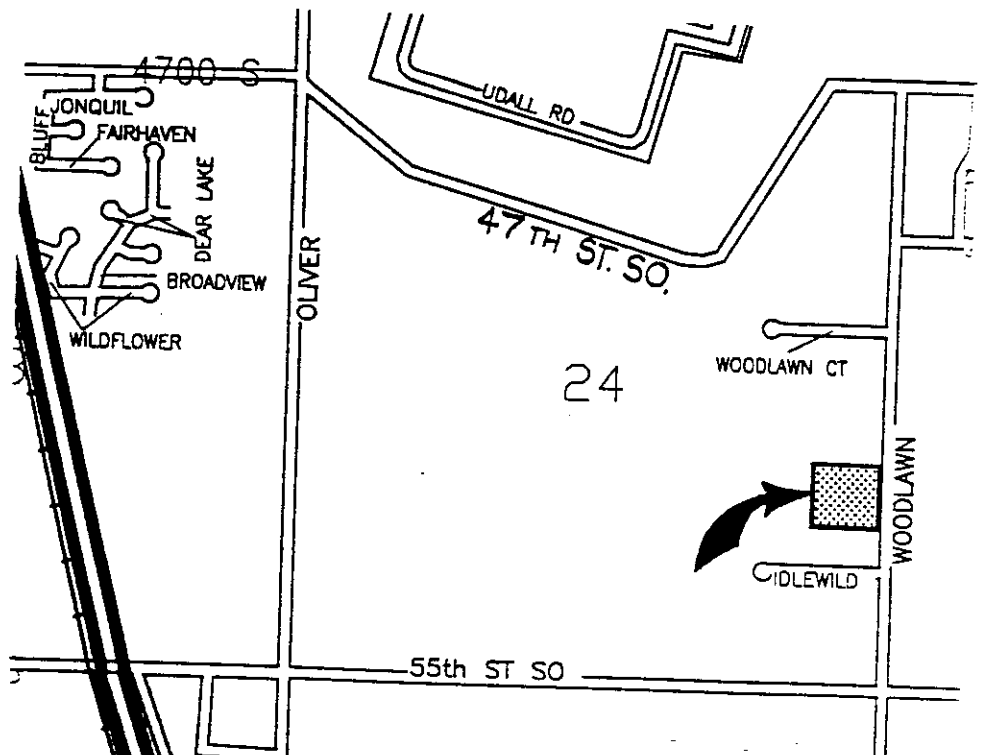 4700 S
JONQUIL
BLUFF
FAIRHAVEN
DEAR LAKE
BROADVIEW
WILDFLOWER
OLIVER
UDALL RD
47TH ST. SO.
24
WOODLAWN CT
WOODLAWN
IDLEWILD
55th ST SO